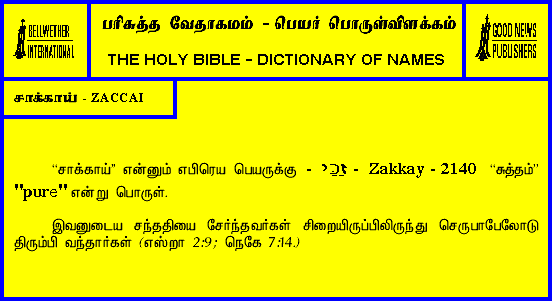 BELLWETHER
INTERNATIONAL
பரிசுத்த வேதாகமம் - பெயர் பொருள்விளக்கம்
THE HOLY BIBLE - DICTIONARY OF NAMES
GOOD NEWS
PUBLISHERS
சாக்காய் - ZACCAI
“சாக்காய்” என்னும் எபிரெய பெயருக்கு - זַכַּי - Zakkay - 2140 “சுத்தம்”
"pure" என்று பொருள்.
இவனுடைய சந்ததியை சேர்ந்தவர்கள் சிறையிருப்பிலிருந்து செருபாபேலோடு
திரும்பி வந்தார்கள் (எஸ்றா 2:9; நெகே 7:14.)